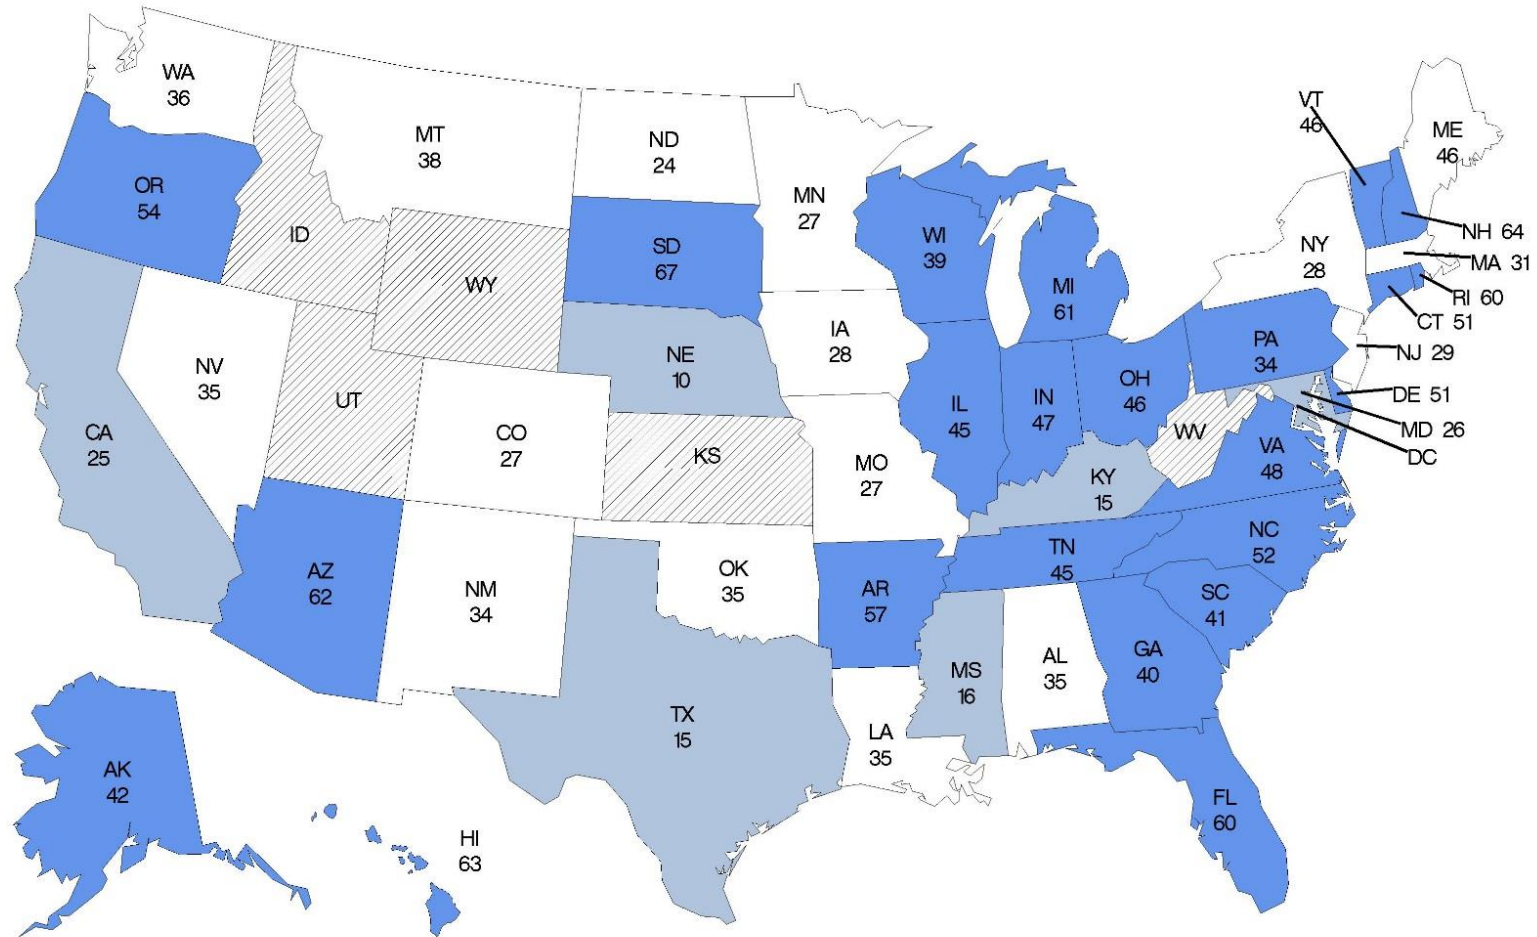 WA
36
OR
54
CA
25
NV
35
ID
MT
38
WY
UT
AZ
62
CO
27
NM
34
ND
24
SD
67
NE
10
KS
OK
35
TX
15
MN
27
IA
28
MO
27
AR
57
LA
35
WI
39
IL
45
MI
61
IN
47
OH
46
KY
15
TN
45
MS
16
AL
35
GA
40
FL
60
SC
41
NC
52
VA
48
WV
PA
34
NY
28
VT
46
ME
46
NH 64
MA 31
RI 60
CT 51
NJ 29
DE 51
MD 26
DC
AK
42
HI
63